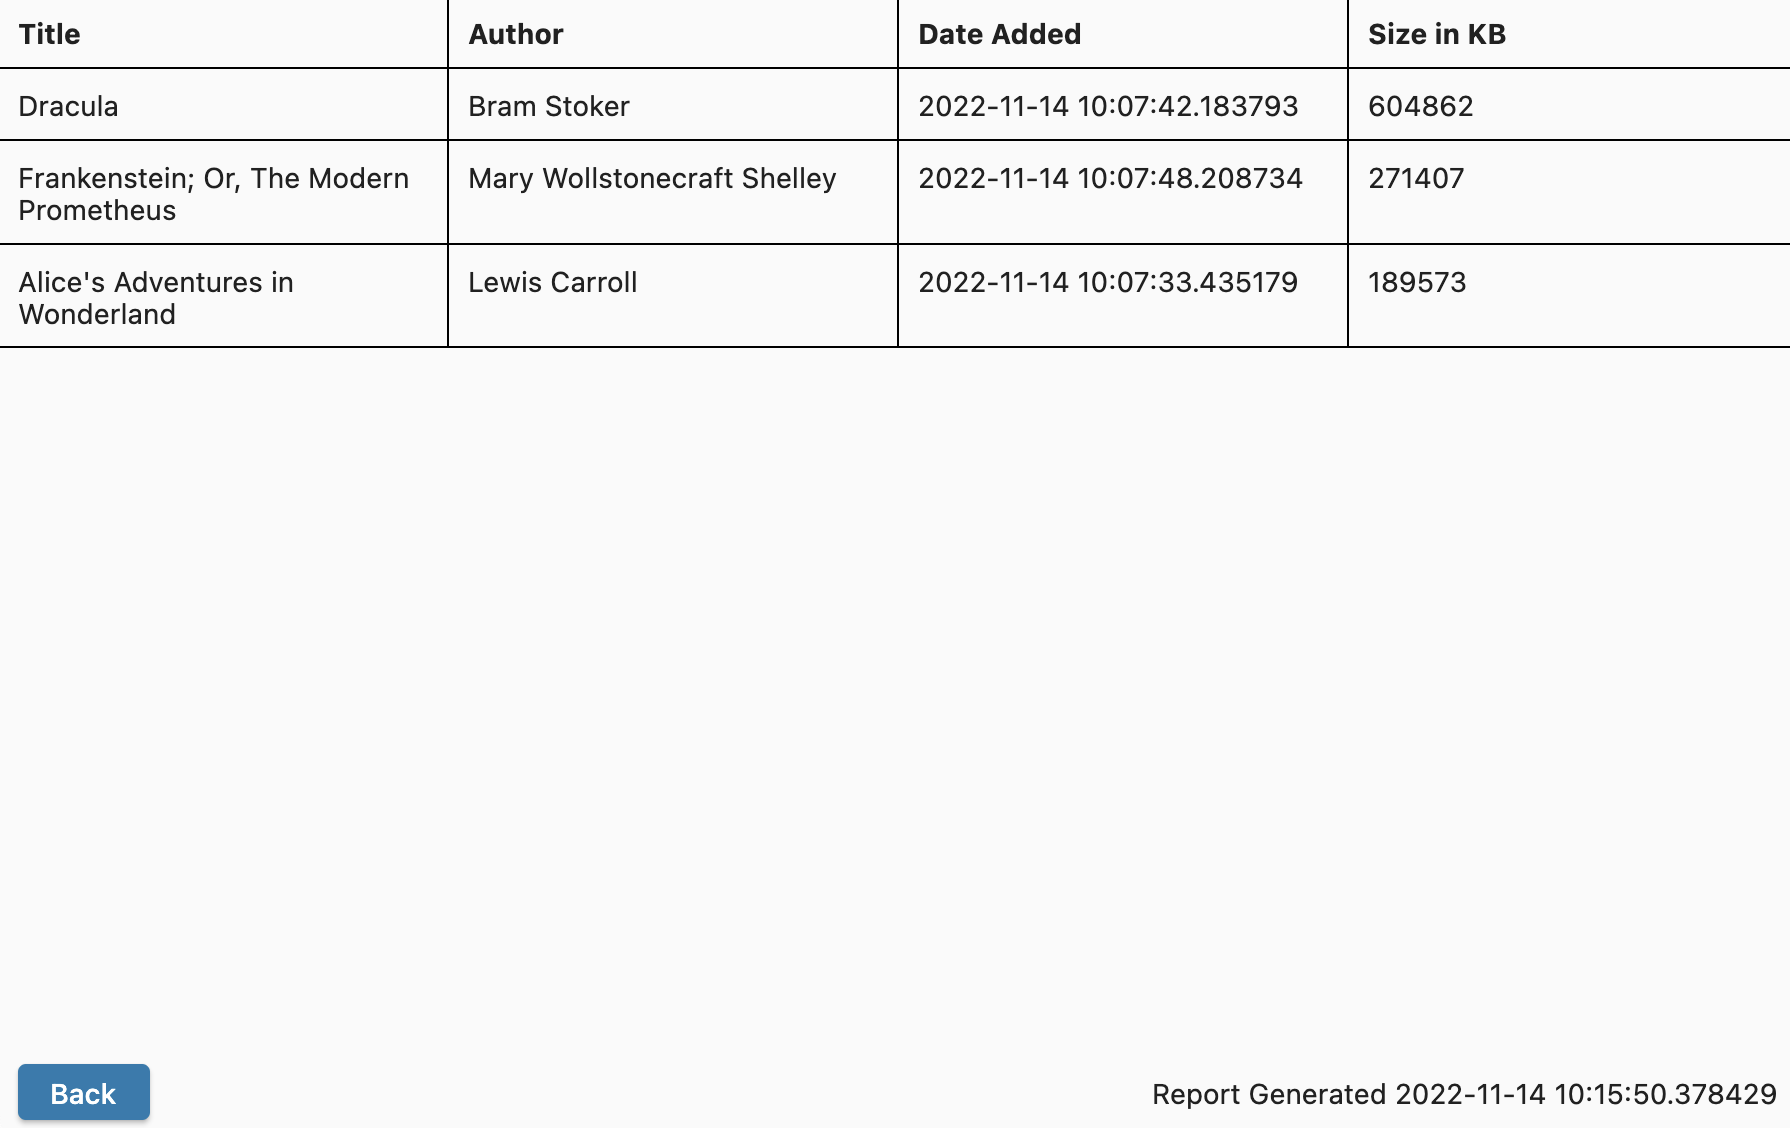 Title Author Date Added Size in KB
Dracula Bram Stoker 2022-11-14 10:07:42.183793 604862
Frankenstein; Or, The Modern Mary Wollstonecraft Shelley 2022-11-14 10:07:48.208734 271407
Prometheus
Alice's Adventures in Lewis Carroll 2022-11-14 10:07:33.435179 189573
Wonderland
Back Report Generated 2022-11-14 10:15:50.378429